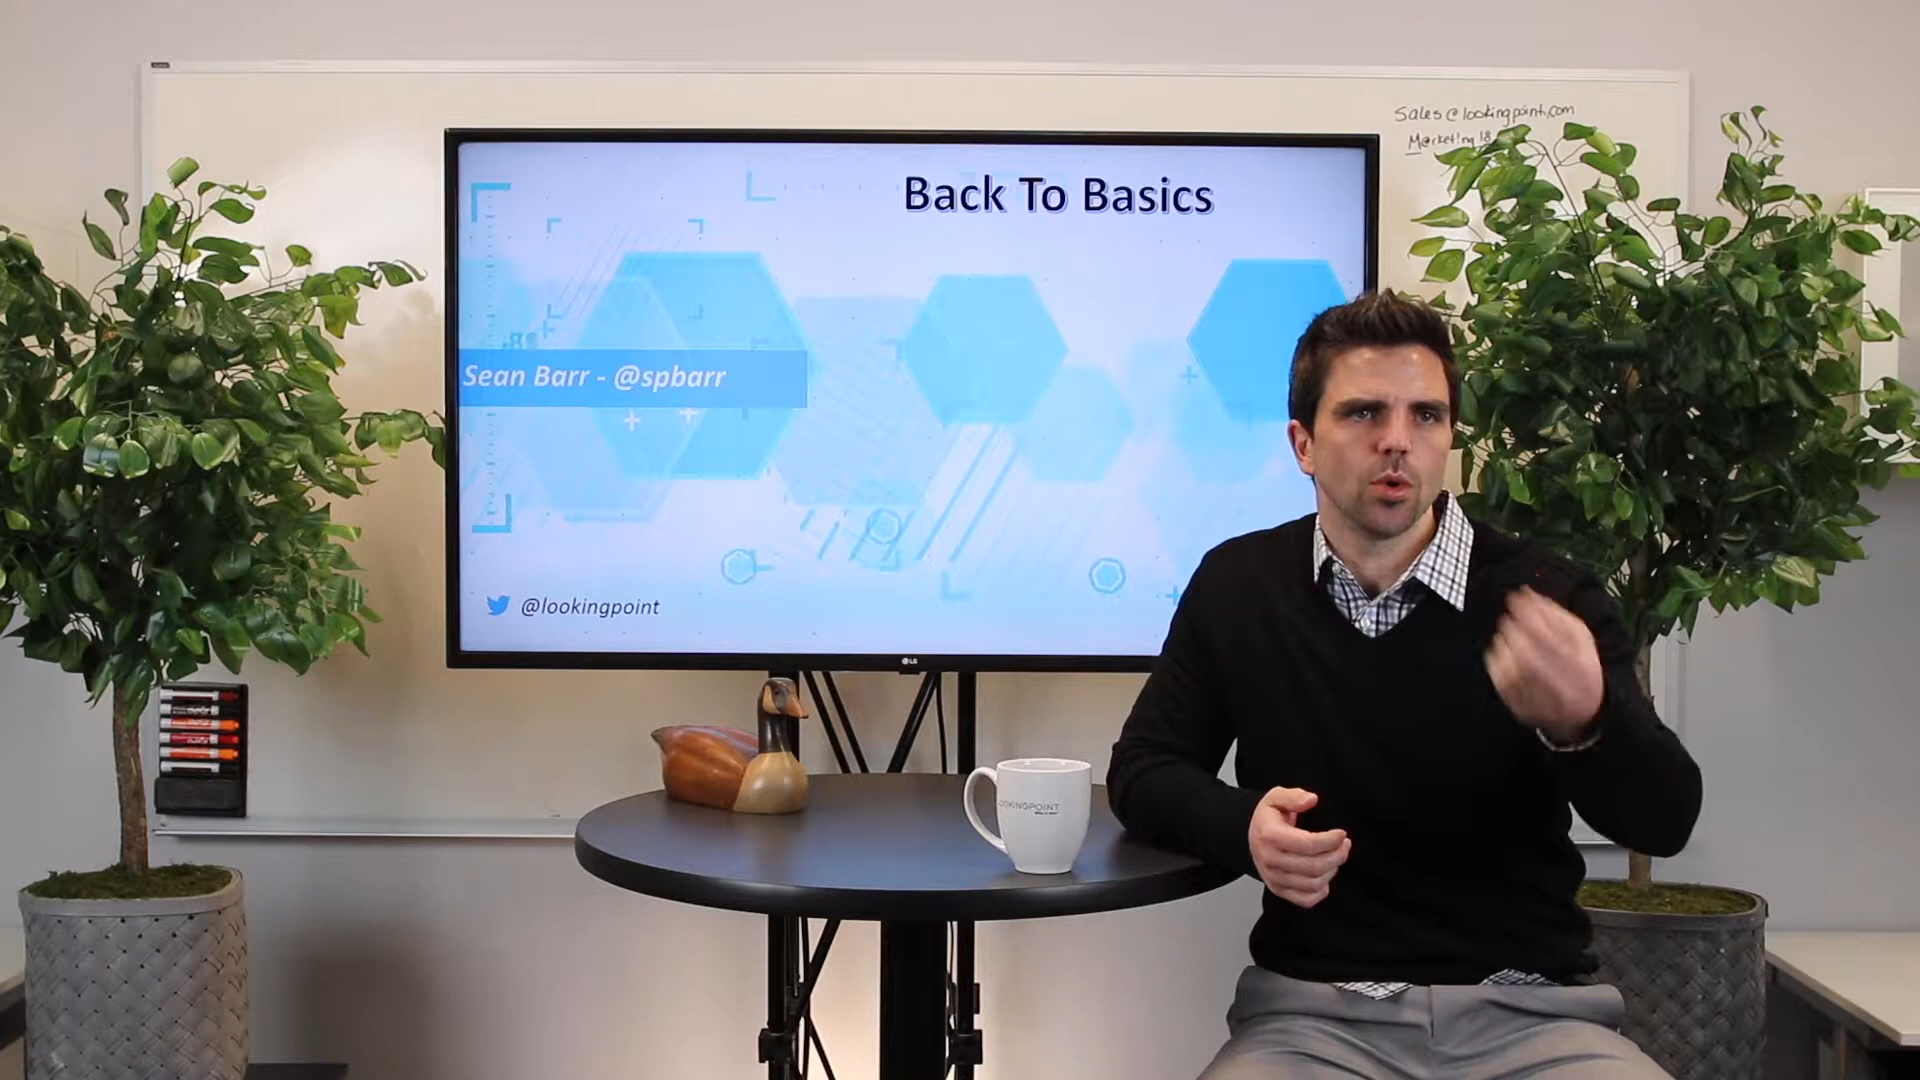 Sales@lookingpoint.com
Back To Basics
Sean Barr - @spbarr
@lookingpoint
LG
LOOKINGPOINT